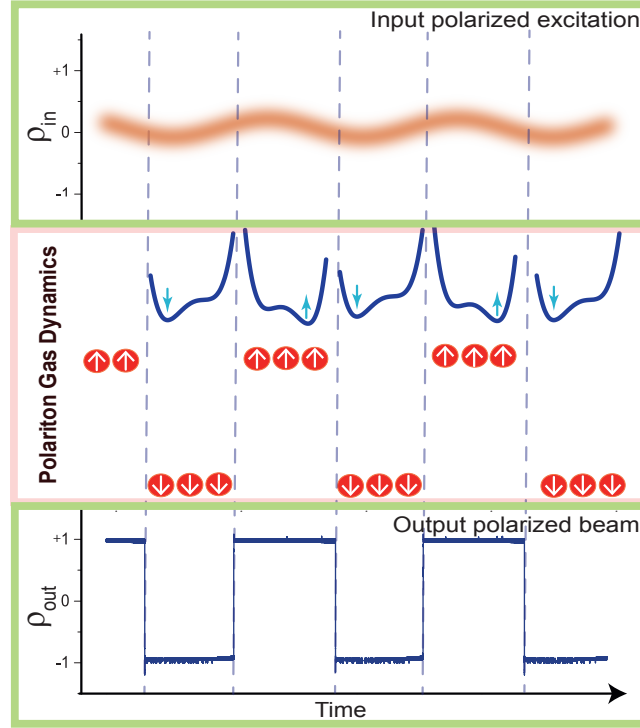 Input polarized excitation
+1
ρin
0
-1
Polariton Gas Dynamics
Output polarized beam
+1
ρout
0
-1
Time